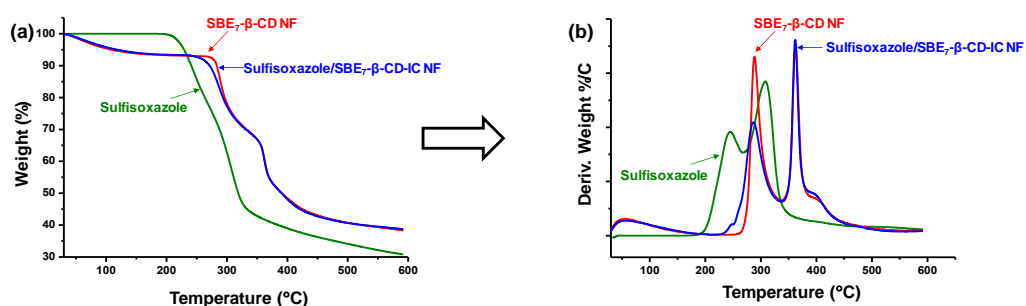 (a)
SBE₇-β-CD NF
Sulfisoxazole/SBE₇-β-CD-IC NF
Sulfisoxazole
Weight (%)
100
90
80
70
60
50
40
30
100 200 300 400 500 600
Temperature (°C)
(b)
SBE₇-β-CD NF
Sulfisoxazole/SBE₇-β-CD-IC NF
Sulfisoxazole
Deriv. Weight %/C
100 200 300 400 500 600
Temperature (°C)